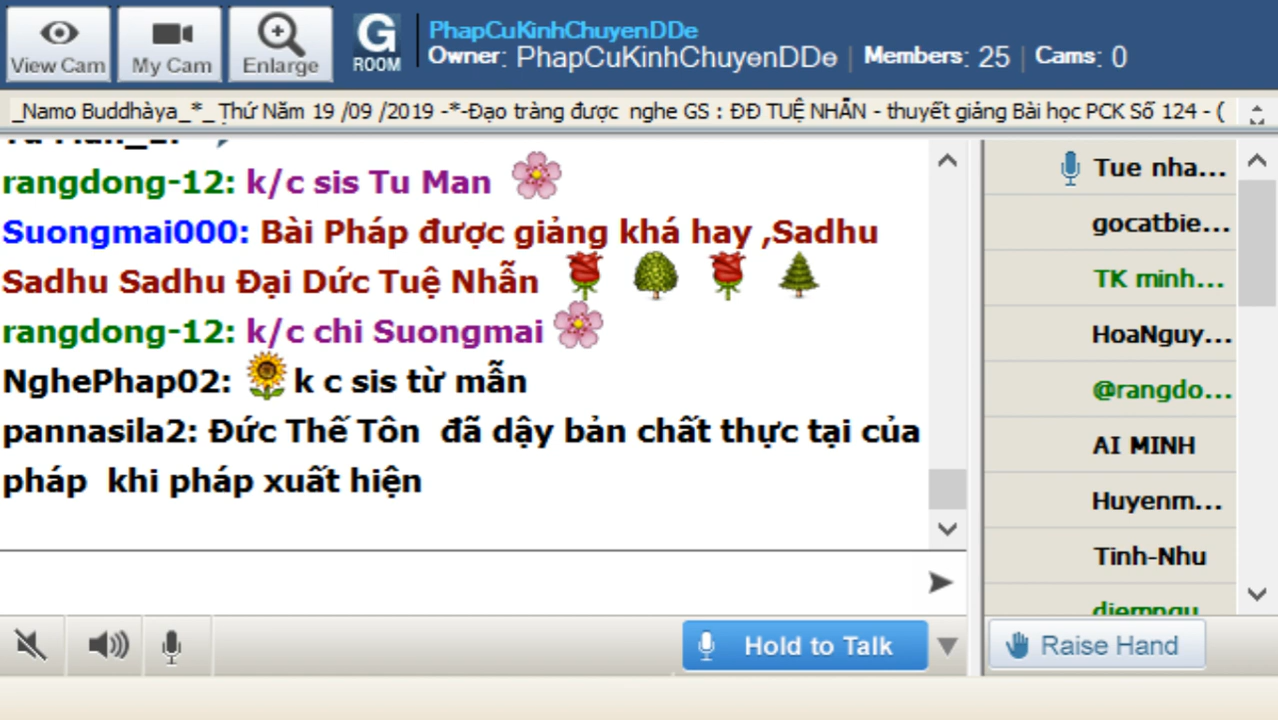 View Cam
My Cam
Enlarge
G
ROOM
PhapCuKinhChuyenDDe
Owner: PhapCuKinhChuyenDDe | Members: 25 | Cams: 0
_Namo Buddhàya_*_ Thứ Năm 19 /09 /2019 -*-Đạo tràng được nghe GS : ĐĐ TUỆ NHẪN - thuyết giảng Bài học PCK Số 124 - (
rangdong-12: k/c sis Tu Man
Suongmai000: Bài Pháp được giảng khá hay ,Sadhu
Sadhu Sadhu Đại Dức Tuệ Nhẫn
rangdong-12: k/c chi Suongmai
NghePhap02: k c sis từ mẫn
pannasila2: Đức Thế Tôn đã dậy bản chất thực tại của
pháp khi pháp xuất hiện
Tue nha...
gocatbie...
TK minh...
HoaNguy...
@rangdo...
AI MINH
Huyenm...
Tinh-Nhu
Hold to Talk
Raise Hand